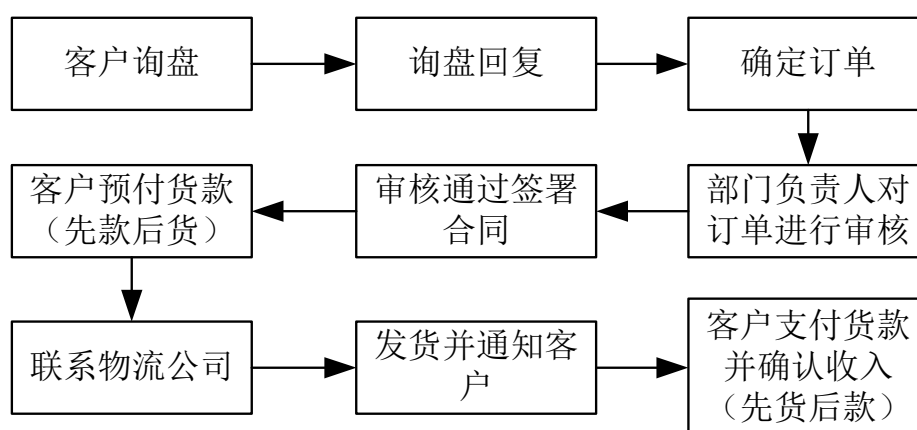 客户询盘
询盘回复
确定订单
部门负责人对
订单进行审核
审核通过签署
合同
客户预付货款
（先款后货）
联系物流公司
发货并通知客
户
客户支付货款
并确认收入
（先货后款）